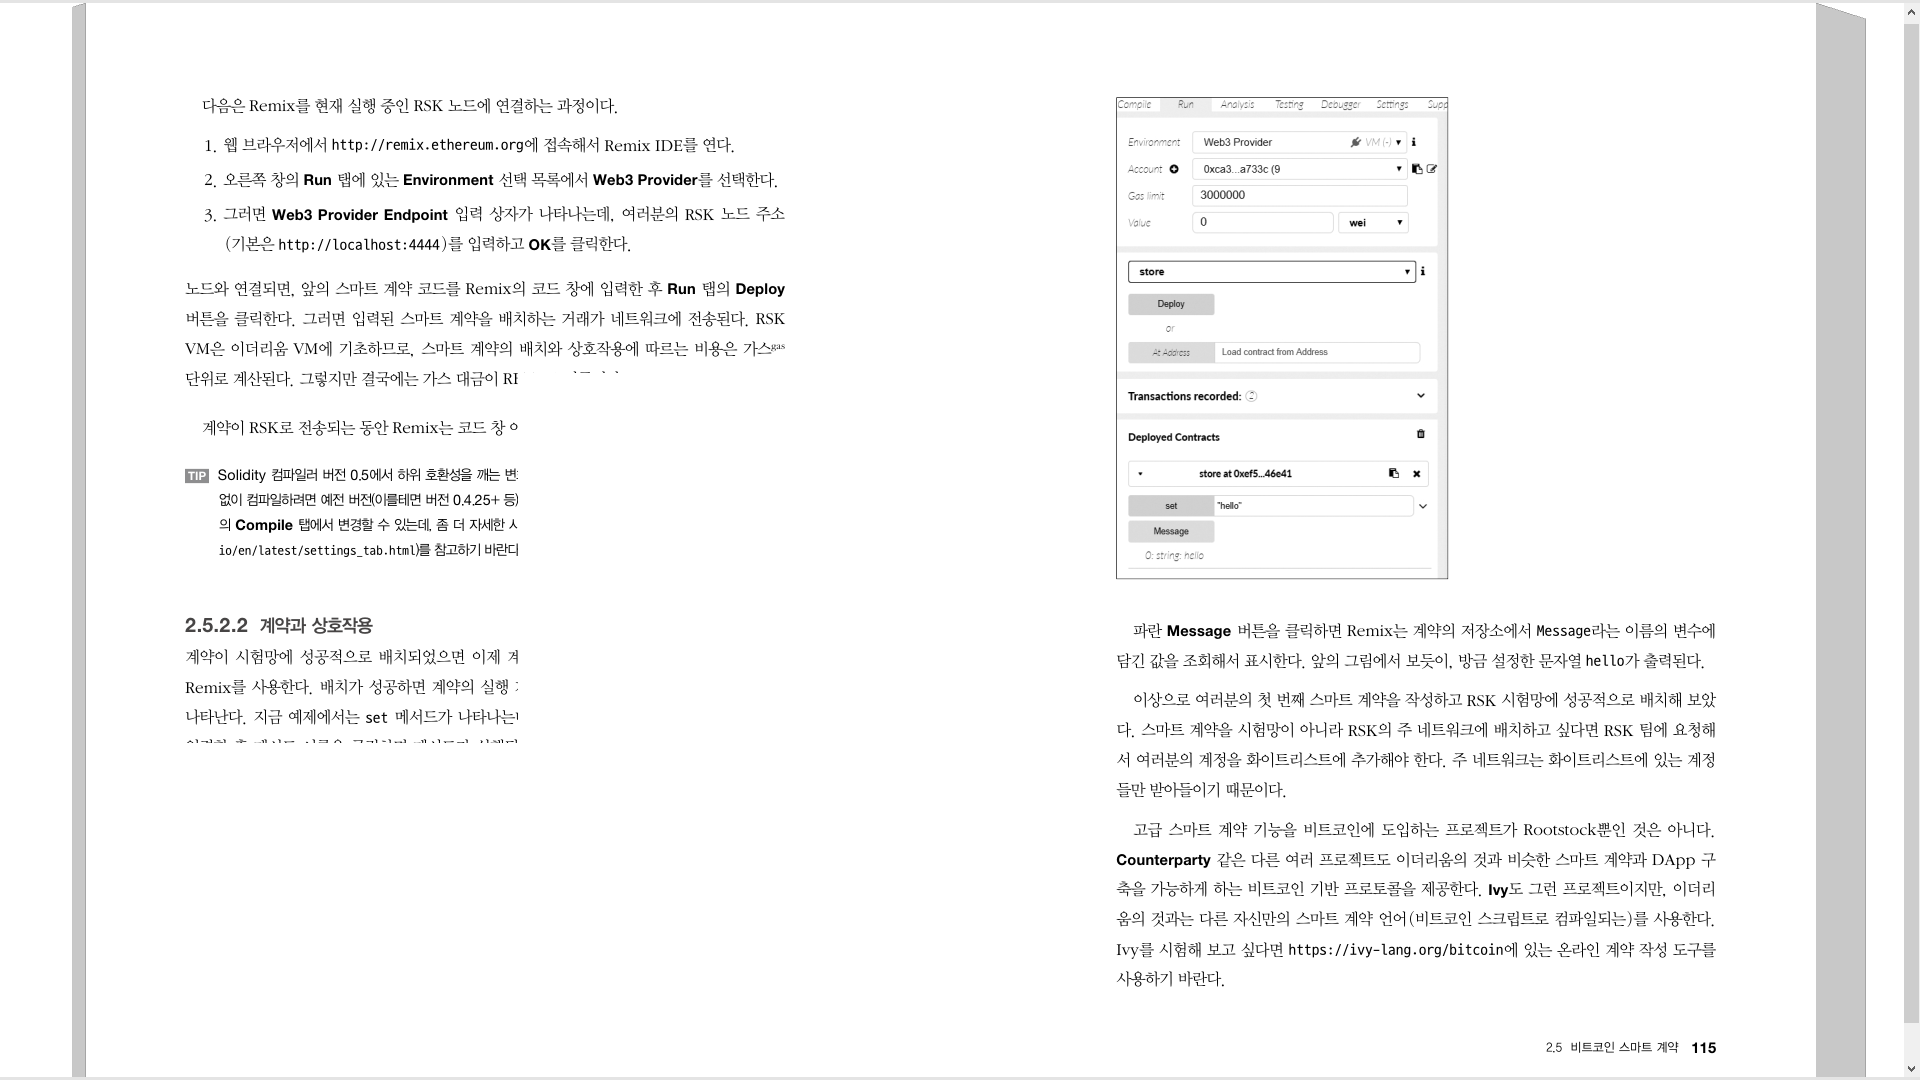 다음은 Remix를 현재 실행 중인 RSK 노드에 연결하는 과정이다.
1. 웹 브라우저에서 http://remix.ethereum.org에 접속해서 Remix IDE를 연다.
2. 오른쪽 창의 Run 탭에 있는 Environment 선택 목록에서 Web3 Provider를 선택한다.
3. 그러면 Web3 Provider Endpoint 입력 상자가 나타나는데, 여러분의 RSK 노드 주소
(기본은 http://localhost:4444)를 입력하고 OK를 클릭한다.
노드와 연결되면, 앞의 스마트 계약 코드를 Remix의 코드 창에 입력한 후 Run 탭의 Deploy
버튼을 클릭한다. 그러면 입력된 스마트 계약을 배치하는 거래가 네트워크에 전송된다. RSK
VM은 이더리움 VM에 기초하므로, 스마트 계약의 배치와 상호작용에 따르는 비용은 가스gas
단위로 계산된다. 그렇지만 결국에는 가스 대금이
계약이 RSK로 전송되는 동안 Remix는 코드 창
TIP Solidity 컴파일러 버전 0.5에서 하위 호환성을 깨는
없이 컴파일하려면 예전 버전(이를테면 버전 0.4.25+ 등)
의 Compile 탭에서 변경할 수 있는데, 좀 더 자세한
io/en/latest/settings_tab.html)를 참고하기
2.5.2.2 계약과 상호작용
계약이 시험망에 성공적으로 배치되었으면 이제
Remix를 사용한다. 배치가 성공하면 계약의 실행
나타난다. 지금 예제에서는 set 메서드가
Compile Run Analysis Testing Debugger Settings Supp
Environment Web3 Provider VM (-)
Account 0xca3...a733c (9
Gas limit 3000000
Value 0 wei
store
Deploy
or
At Address Load contract from Address
Transactions recorded: 2
Deployed Contracts
store at 0xef5...46e41
set "hello"
Message
0: string: hello
파란 Message 버튼을 클릭하면 Remix는 계약의 저장소에서 Message라는 이름의 변수에
담긴 값을 조회해서 표시한다. 앞의 그림에서 보듯이, 방금 설정한 문자열 hello가 출력된다.
이상으로 여러분의 첫 번째 스마트 계약을 작성하고 RSK 시험망에 성공적으로 배치해 보았
다. 스마트 계약을 시험망이 아니라 RSK의 주 네트워크에 배치하고 싶다면 RSK 팀에 요청해
서 여러분의 계정을 화이트리스트에 추가해야 한다. 주 네트워크는 화이트리스트에 있는 계정
들만 받아들이기 때문이다.
고급 스마트 계약 기능을 비트코인에 도입하는 프로젝트가 Rootstock뿐인 것은 아니다.
Counterparty 같은 다른 여러 프로젝트도 이더리움의 것과 비슷한 스마트 계약과 DApp 구
축을 가능하게 하는 비트코인 기반 프로토콜을 제공한다. Ivy도 그런 프로젝트이지만, 이더리
움의 것과는 다른 자신만의 스마트 계약 언어(비트코인 스크립트로 컴파일되는)를 사용한다.
Ivy를 시험해 보고 싶다면 https://ivy-lang.org/bitcoin에 있는 온라인 계약 작성 도구를
사용하기 바란다.
2.5 비트코인 스마트 계약 115